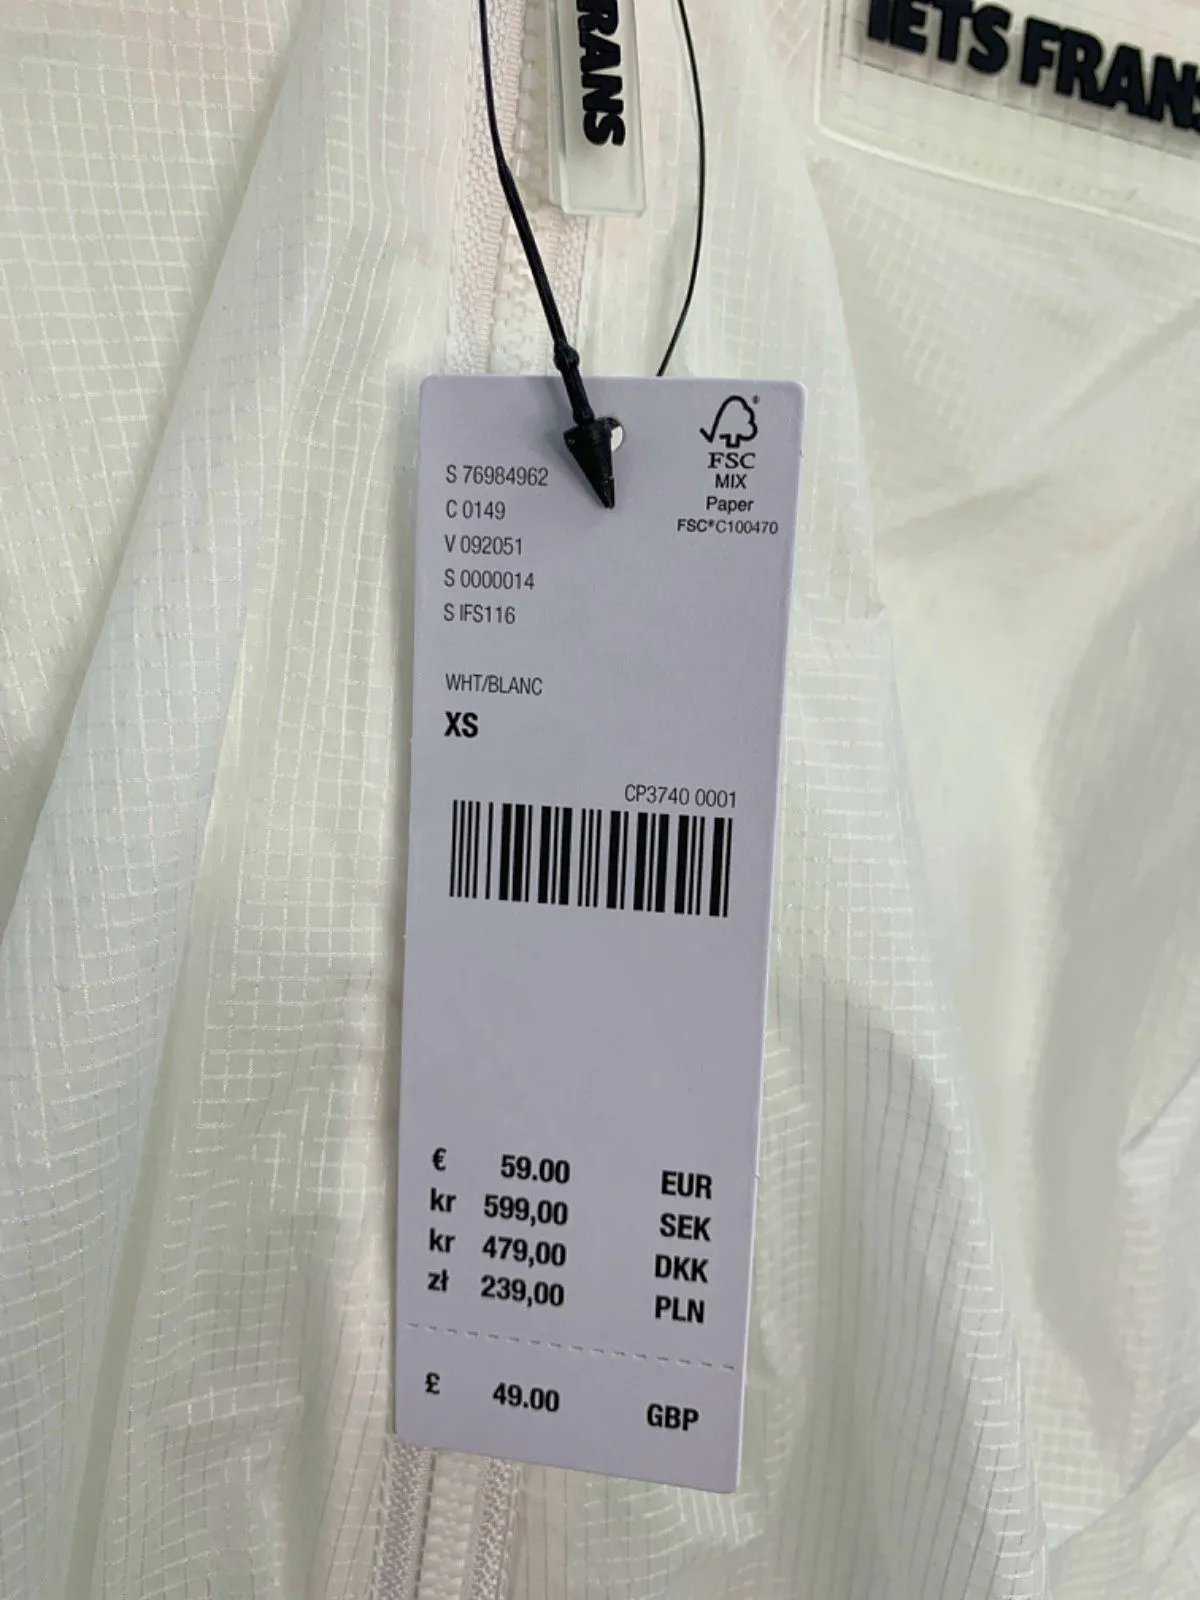 FRANS
IETS FRANS
S 76984962
C 0149
V 092051
S 0000014
S IFS116
FSC
MIX
Paper
FSC® C100470
WHT/BLANC
XS
CP3740 0001
€ 59.00 EUR
kr 599,00 SEK
kr 479,00 DKK
zł 239,00 PLN
£ 49.00 GBP